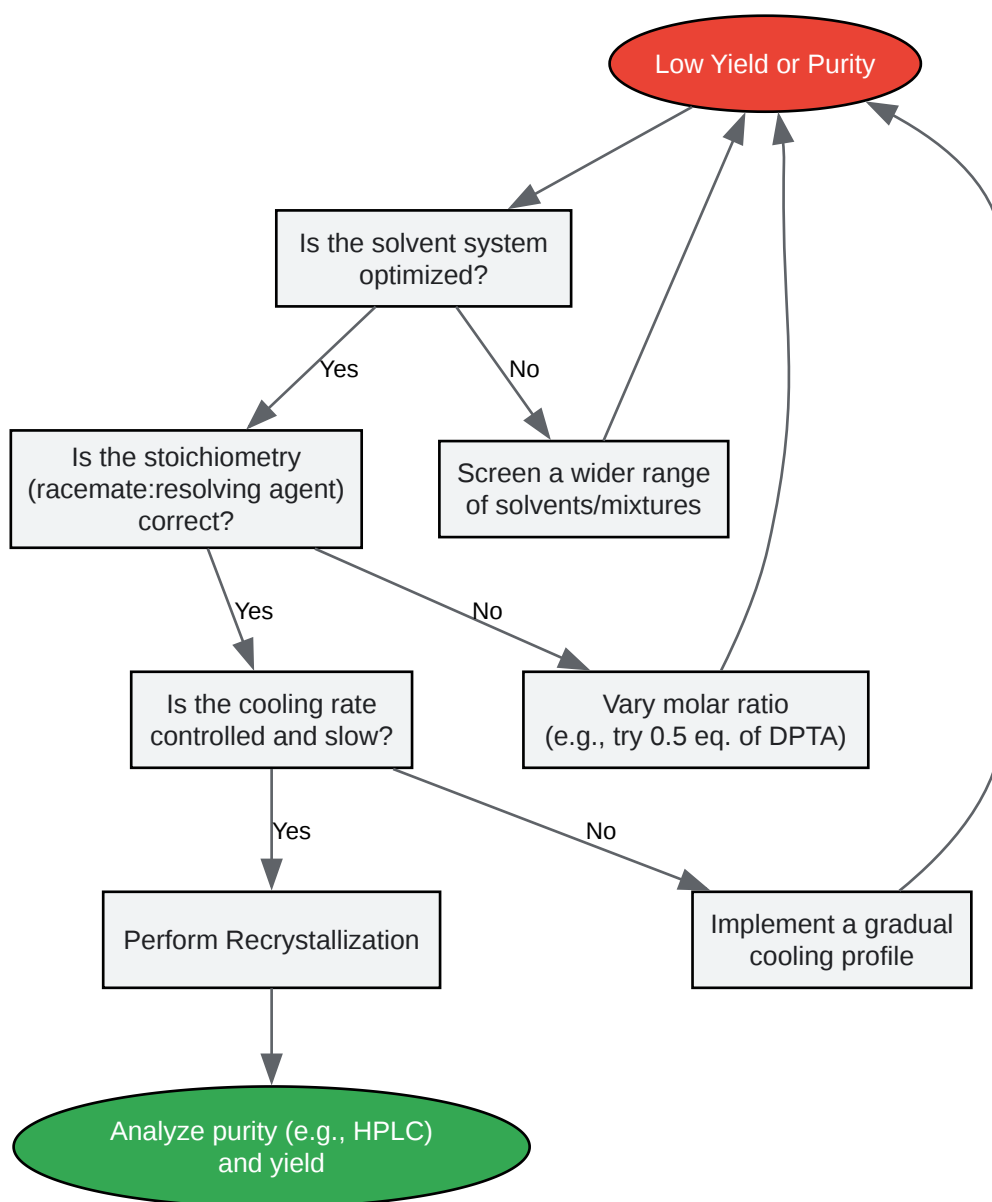 Low Yield or Purity
Is the solvent system
optimized?
Yes
No
Is the stoichiometry
(racemate:resolving agent)
correct?
Screen a wider range
of solvents/mixtures
Yes
No
Is the cooling rate
controlled and slow?
Vary molar ratio
(e.g., try 0.5 eq. of DPTA)
Yes
No
Perform Recrystallization
Implement a gradual
cooling profile
Analyze purity (e.g., HPLC)
and yield